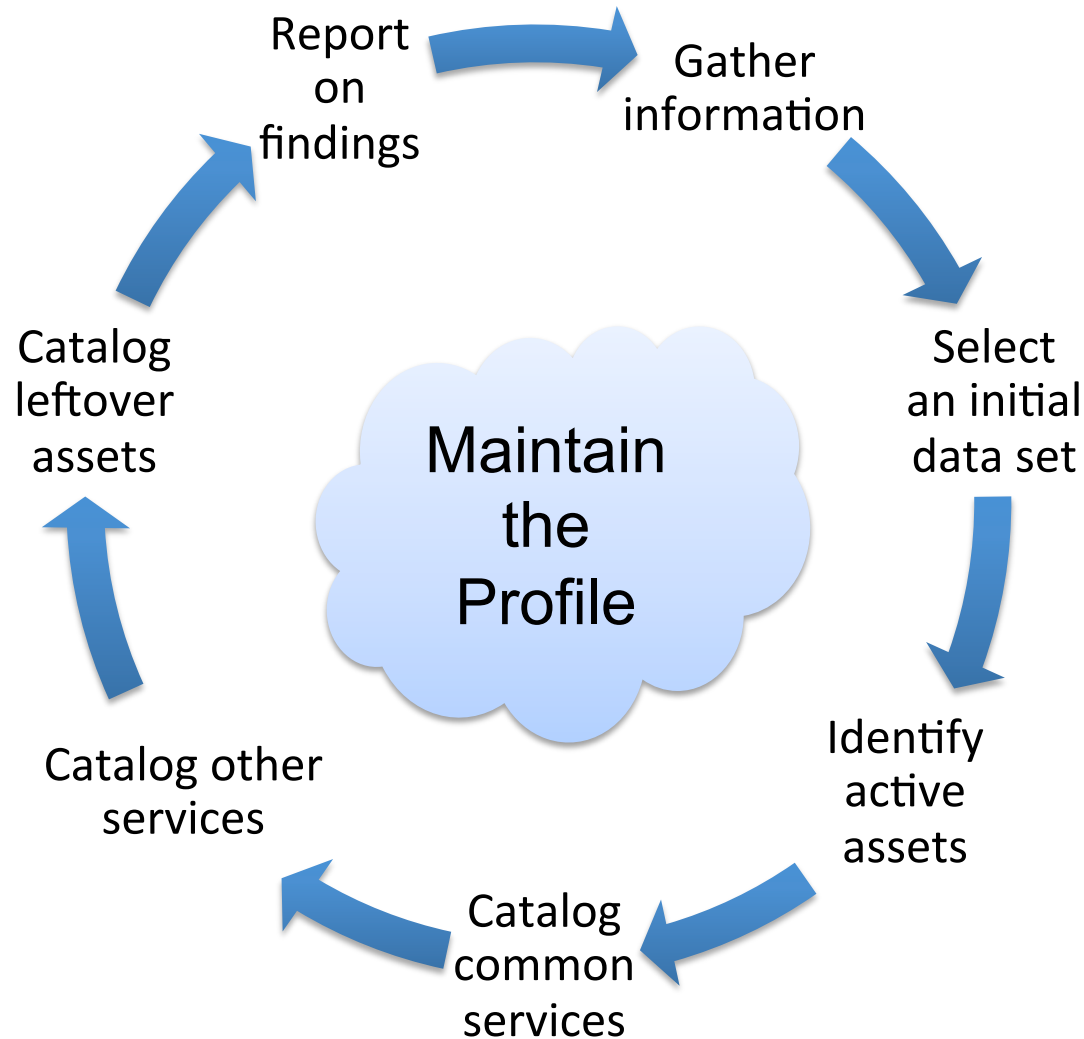 Report
on
findings
Gather
information
Select
an initial
data set
Identify
active
assets
Catalog
common
services
Catalog other
services
Catalog
leftover
assets
Maintain
the
Profile